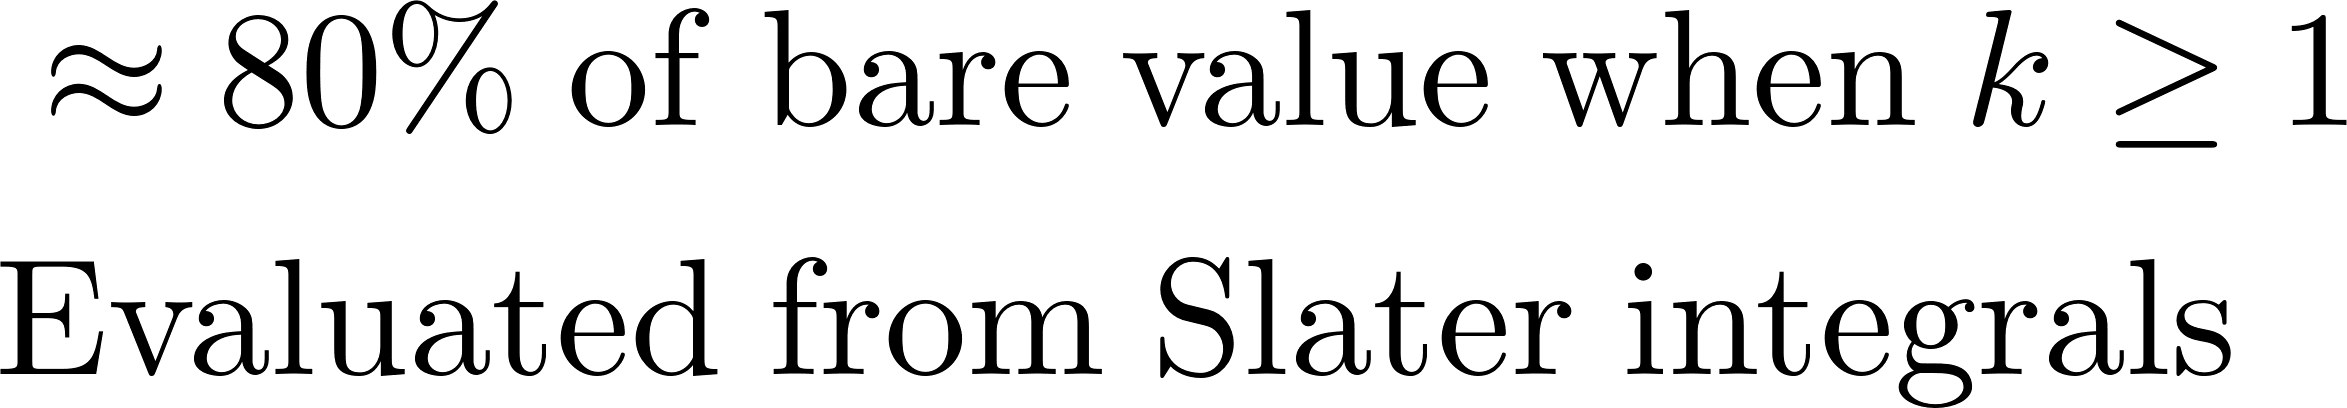 ≈ 80% of bare value when k ≥ 1
Evaluated from Slater integrals